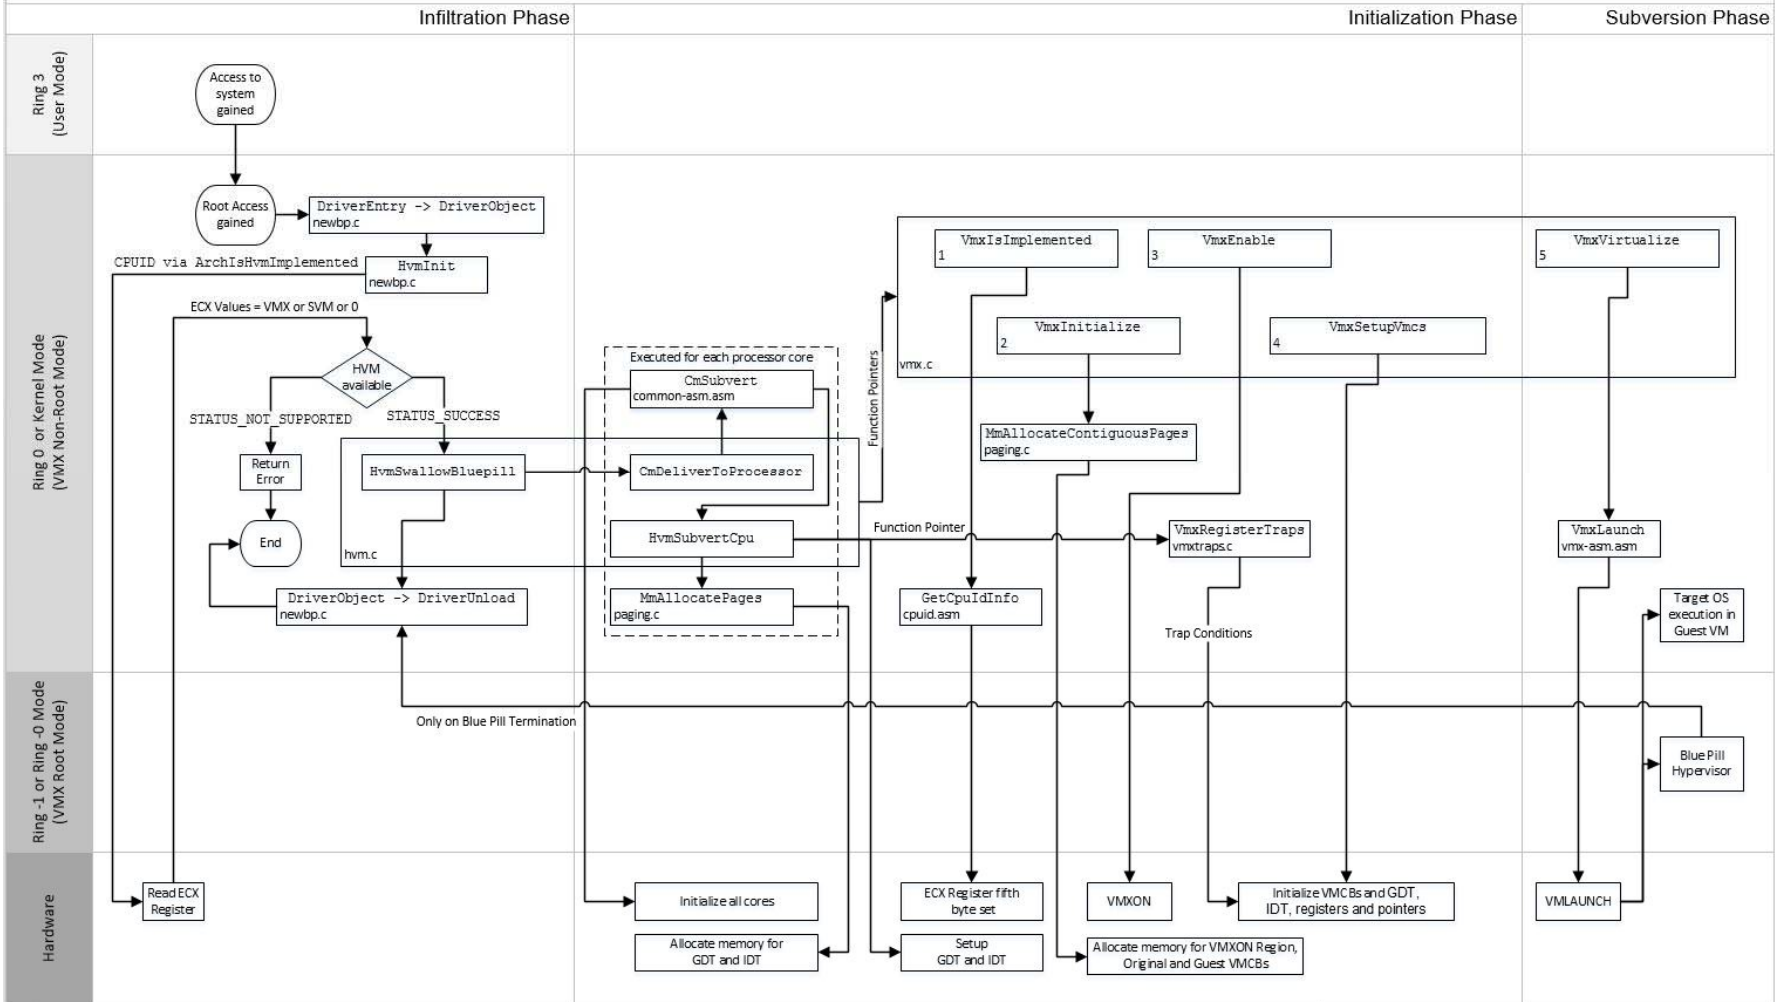 Infiltration Phase
Initialization Phase
Subversion Phase
Ring 3
(User Mode)
Access to
system
gained
Ring 0 or Kernel Mode
(VMX Non-Root Mode)
Root Access
gained
DriverEntry -> DriverObject
newbp.c
CPUID via ArchIsHvmImplemented
HvmInit
newbp.c
ECX Values = VMX or SVM or 0
HVM
available
STATUS_NOT_SUPPORTED
STATUS_SUCCESS
Return
Error
End
HvmSwallowBluepill
hvm.c
DriverObject -> DriverUnload
newbp.c
Executed for each processor core
CmSubvert
common-asm.asm
CmDeliverToProcessor
HvmSubvertCpu
MmAllocatePages
paging.c
Function Pointers
Function Pointer
VmxIsImplemented
1
VmxEnable
3
VmxVirtualize
5
VmxInitialize
2
VmxSetupVmcs
4
vmx.c
MmAllocateContiguousPages
paging.c
VmxRegisterTraps
vmxtraps.c
VmxLaunch
vmx-asm.asm
GetCpuIdInfo
cpuid.asm
Trap Conditions
Target OS
execution in
Guest VM
Ring -1 or Ring -0 Mode
(VMX Root Mode)
Only on Blue Pill Termination
Blue Pill
Hypervisor
Hardware
Read ECX
Register
Initialize all cores
Allocate memory for
GDT and IDT
ECX Register fifth
byte set
Setup
GDT and IDT
VMXON
Allocate memory for VMXON Region,
Original and Guest VMCBs
Initialize VMCBs and GDT,
IDT, registers and pointers
VMLAUNCH